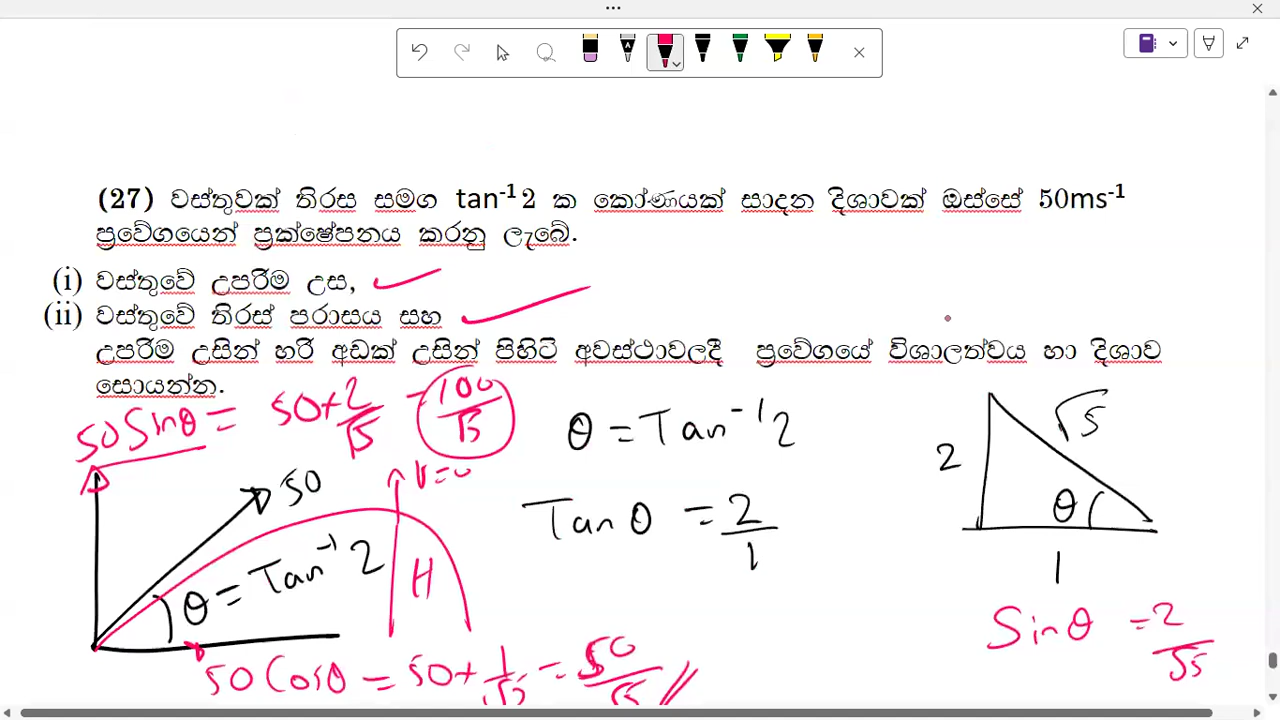 (27) වස්තුවක් තිරස සමග tan⁻¹2 ක කෝණයක් සාදන දිශාවක් ඔස්සේ 50ms⁻¹
ප්‍රවේගයෙන් ප්‍රක්ෂේපනය කරනු ලැබේ.
(i) වස්තුවේ උපරිම උස,
(ii) වස්තුවේ තිරස් පරාසය සහ
උපරිම උසින් හරි අඩක් උසින් පිහිටි අවස්ථාවලදී ප්‍රවේගයේ විශාලත්වය හා දිශාව
සොයන්න.
50 Sinθ = 50 + 2/√5 = 100/√5
θ = Tan⁻¹2
√5
2
50
V=0
Tan θ = 2/1
θ
θ = Tan⁻¹ 2
H
1
Sinθ = 2/√5
50 Cosθ = 50 + 1/√5 = 50/√5 //